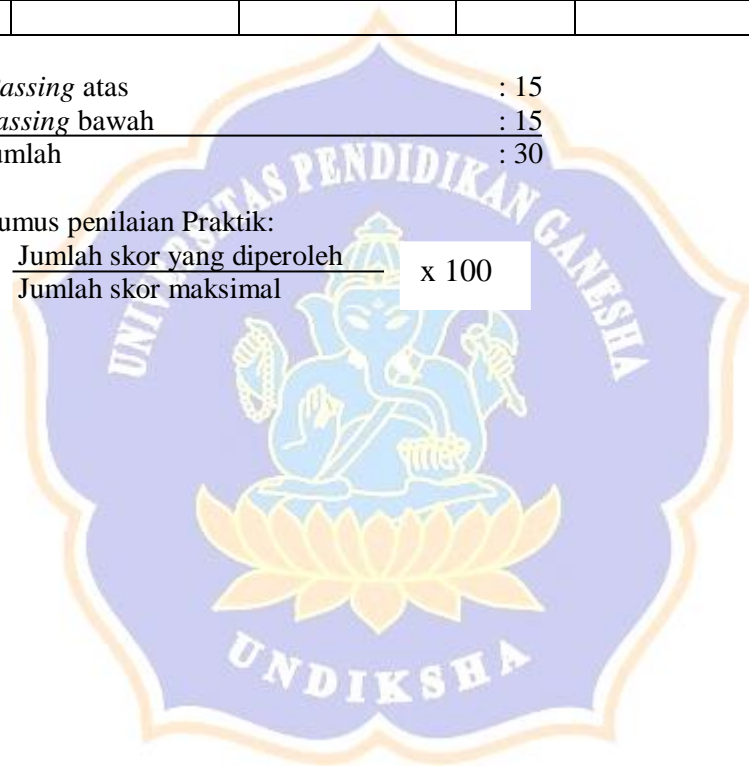 assing atas : 15
assing bawah : 15
umlah : 30
umus penilaian Praktik:
Jumlah skor yang diperoleh
x 100
Jumlah skor maksimal
UNIVERSITAS PENDIDIKAN GANESHA
UNDIKSHA